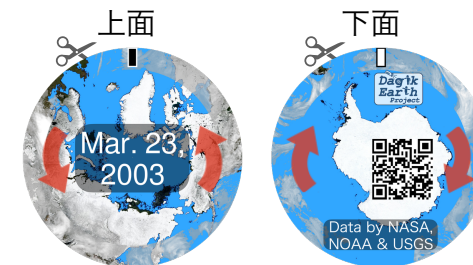 上面
下面
Mar. 23,
2003
Dagik
Earth
Project
Data by NASA,
NOAA & USGS